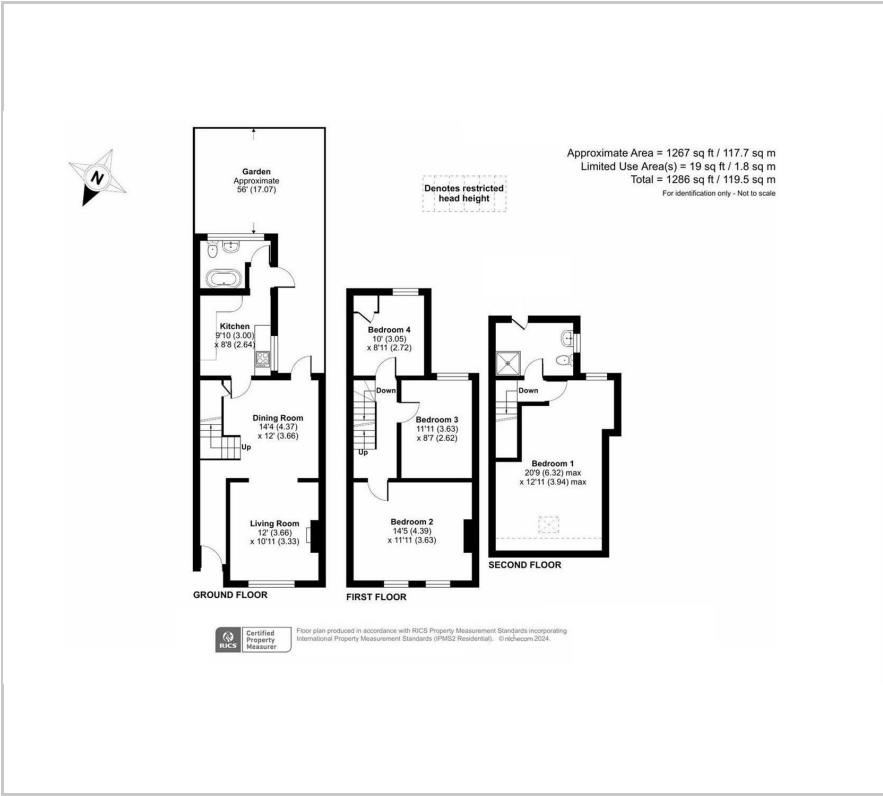 N
Garden
Approximate
56' (17.07)
Approximate Area = 1267 sq ft / 117.7 sq m
Limited Use Area(s) = 19 sq ft / 1.8 sq m
Total = 1286 sq ft / 119.5 sq m
For identification only - Not to scale
Denotes restricted
head height
Kitchen
9'10 (3.00)
x 8'8 (2.64)
Dining Room
14'4 (4.37)
x 12' (3.66)
Up
Living Room
12' (3.66)
x 10'11 (3.33)
GROUND FLOOR
Bedroom 4
10' (3.05)
x 8'11 (2.72)
Down
Bedroom 3
11'11 (3.63)
x 8'7 (2.62)
Up
Bedroom 2
14'5 (4.39)
x 11'11 (3.63)
FIRST FLOOR
Down
Bedroom 1
20'9 (6.32) max
x 12'11 (3.94) max
SECOND FLOOR
RICS
Certified
Property
Measurer
Floor plan produced in accordance with RICS Property Measurement Standards incorporating
International Property Measurement Standards (IPMS2 Residential). © nichecom 2024.